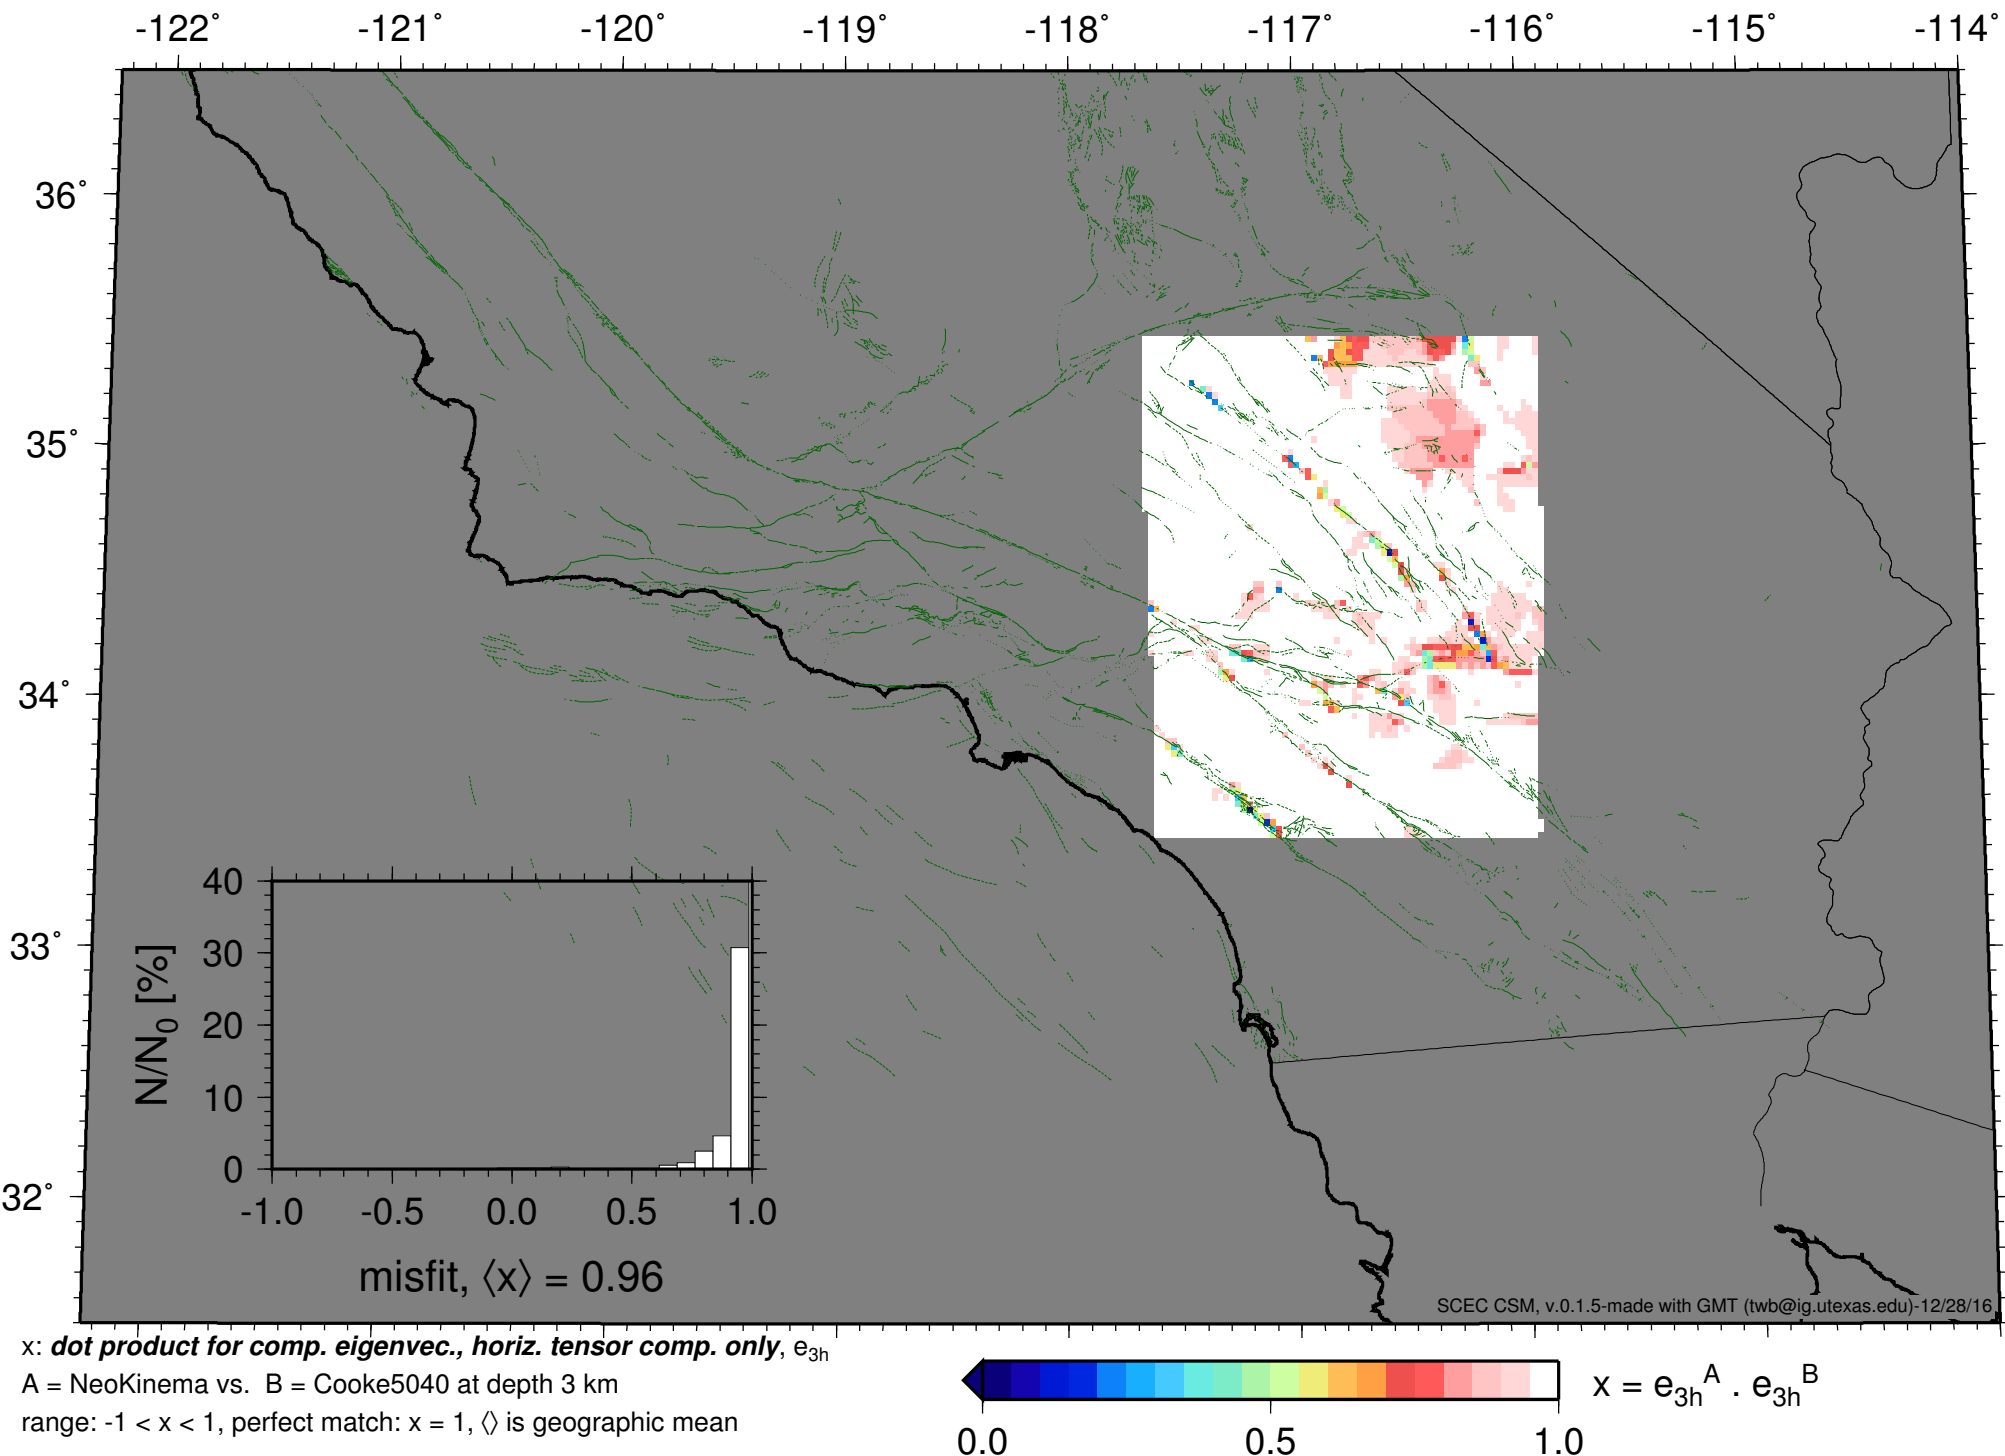 -122˚ -121˚ -120˚ -119˚ -118˚ -117˚ -116˚ -115˚ -114˚
36˚
35˚
34˚
33˚
32˚
40
30
20
10
0
N/N0 [%]
-1.0 -0.5 0.0 0.5 1.0
misfit, ⟨x⟩ = 0.96
SCEC CSM, v.0.1.5-made with GMT (twb@ig.utexas.edu)-12/28/16
x: dot product for comp. eigenvec., horiz. tensor comp. only, e3h
A = NeoKinema vs. B = Cooke5040 at depth 3 km
range: -1 < x < 1, perfect match: x = 1, ⟨⟩ is geographic mean
x = e3h^A . e3h^B
0.0 0.5 1.0